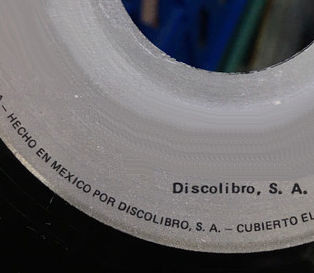 Discolibro, S. A.
– HECHO EN MEXICO POR DISCOLIBRO, S. A. – CUBIERTO EL